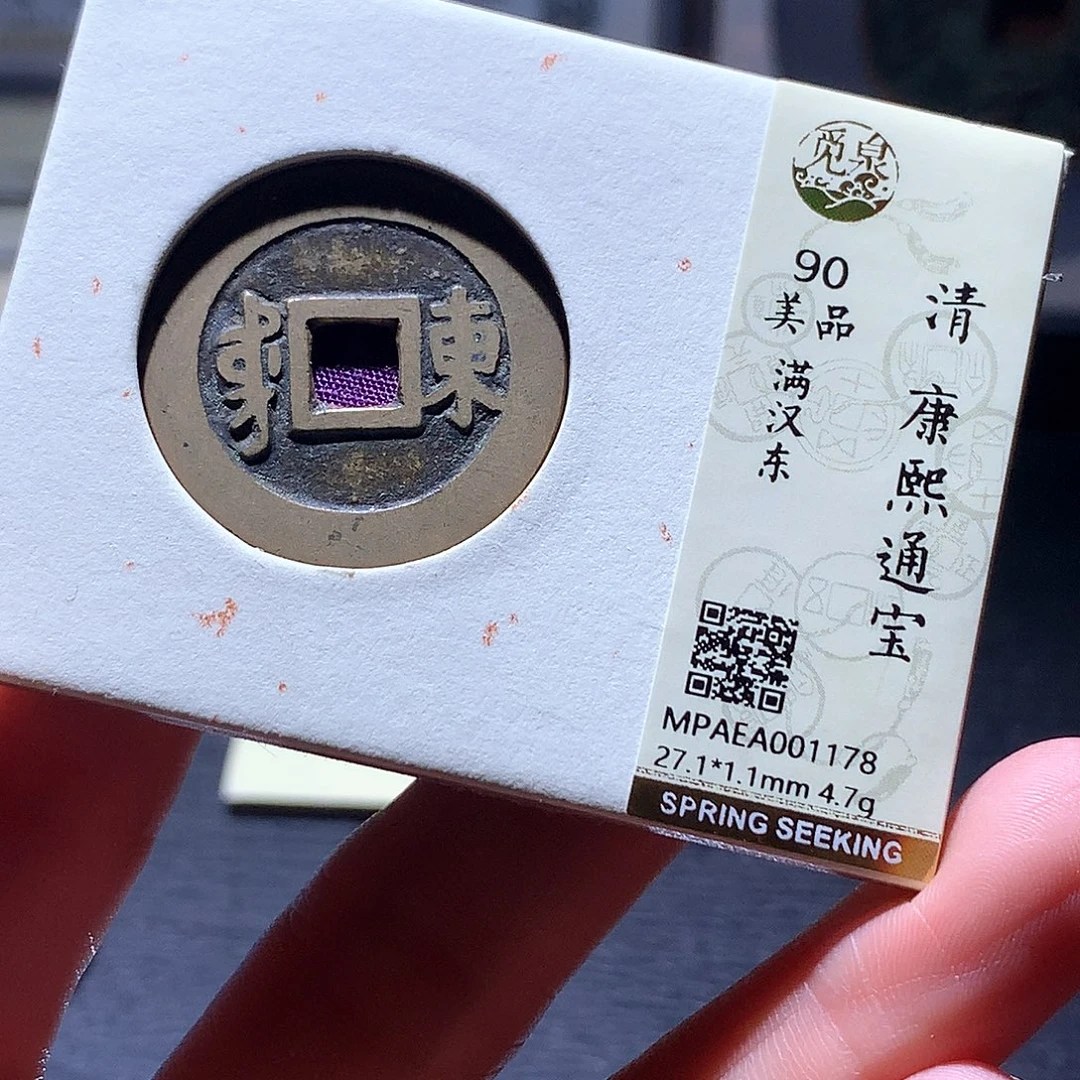 觅泉
90
美品
满汉东
清 康熙通宝
MPAEA001178
27.1*1.1mm 4.7g
SPRING SEEKING
東